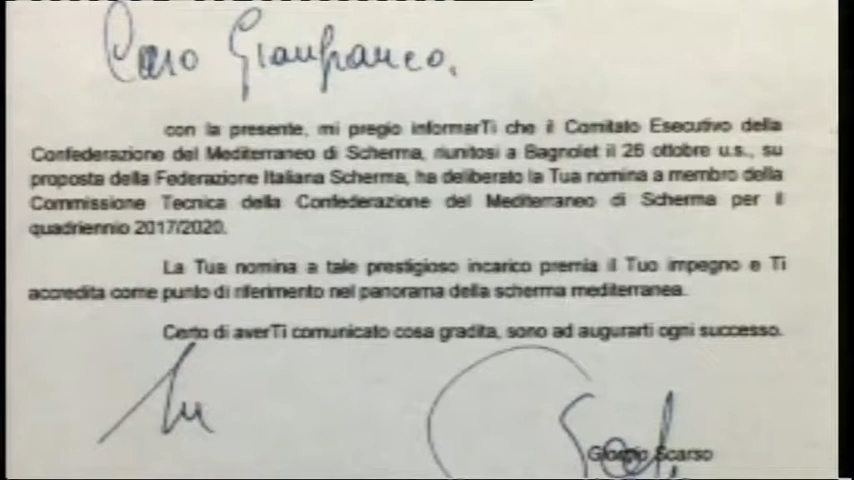 Caro Gianfranco,
con la presente, mi pregio informarTi che il Comitato Esecutivo della
Confederazione del Mediterraneo di Scherma, riunitosi a Bagnolet il 26 ottobre u.s., su
proposta della Federazione Italiana Scherma, ha deliberato la Tua nomina a membro della
Commissione Tecnica della Confederazione del Mediterraneo di Scherma per il
quadriennio 2017/2020.
La Tua nomina a tale prestigioso incarico premia il Tuo impegno e Ti
accredita come punto di riferimento nel panorama della scherma mediterranea.
Certo di averTi comunicato cosa gradita, sono ad augurarti ogni successo.
Giorgio Scarso